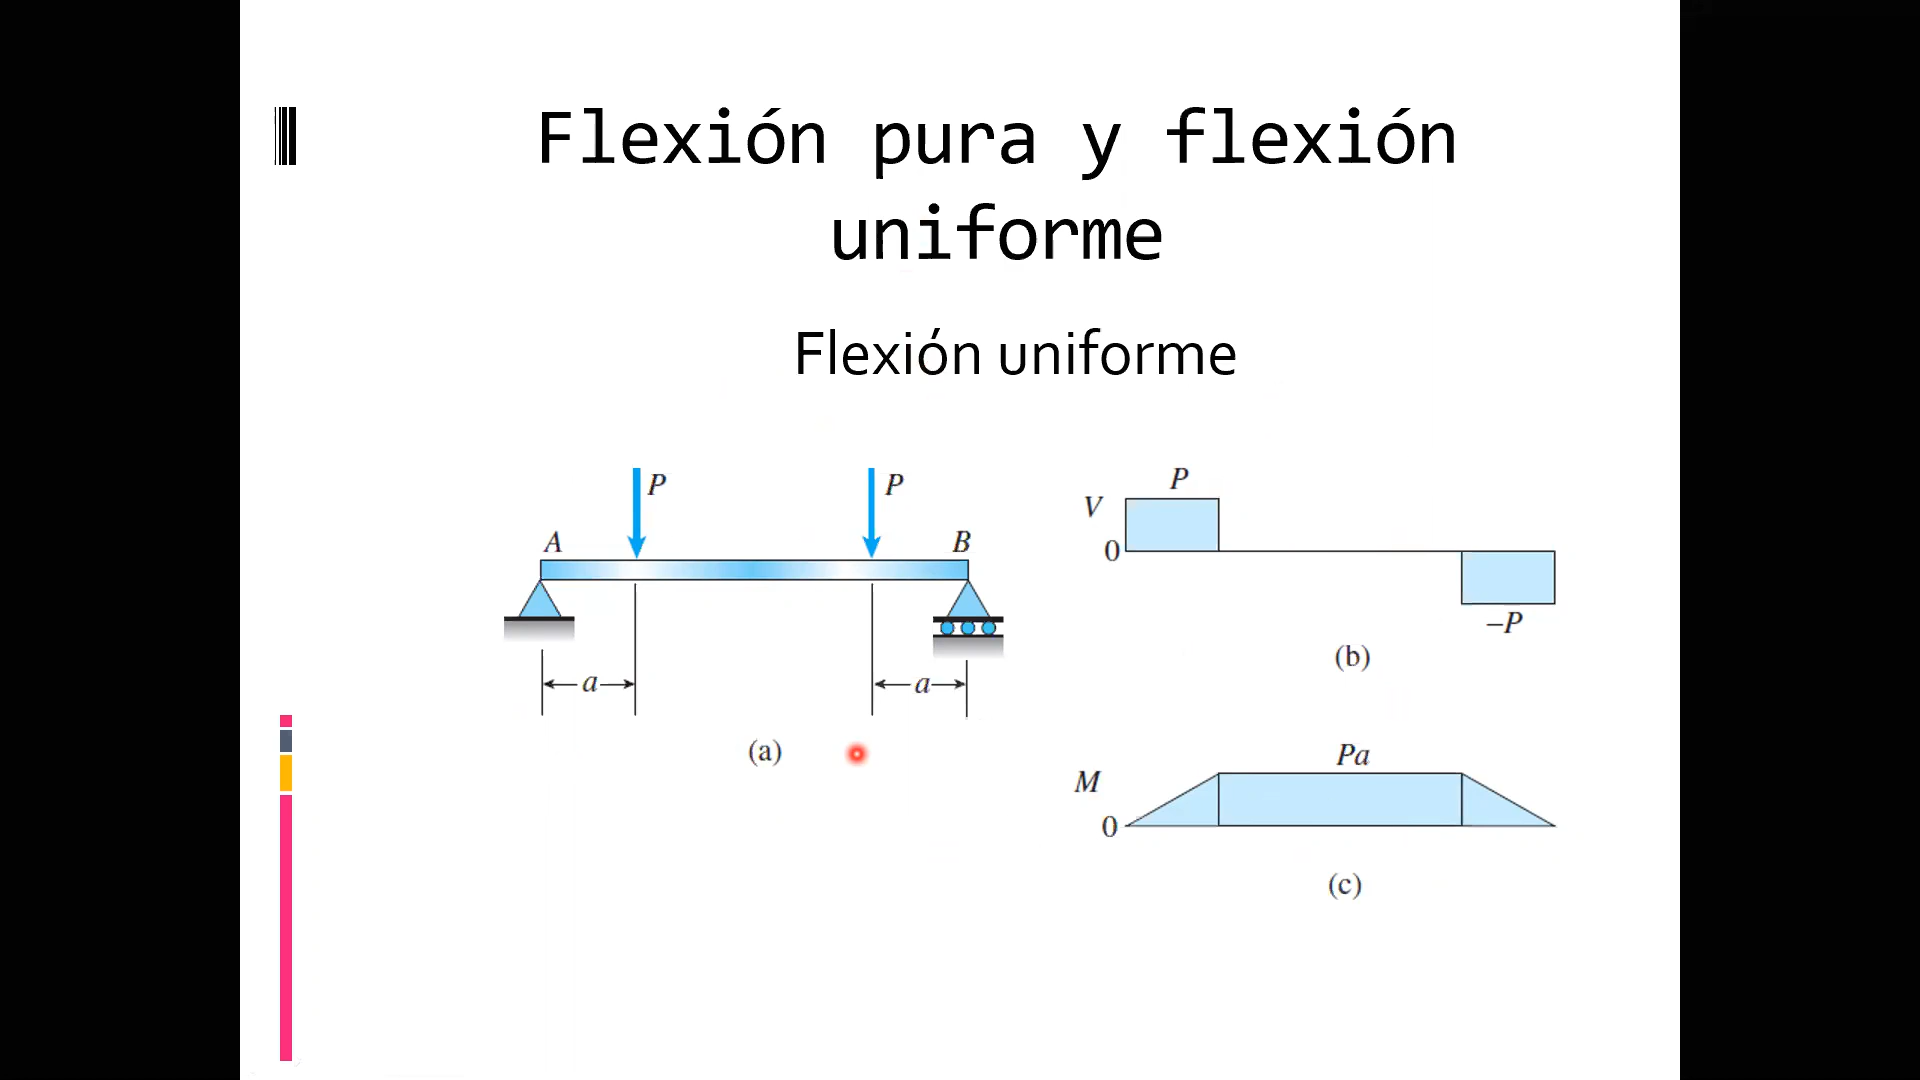 Flexión pura y flexión
uniforme
Flexión uniforme
P
P
A
B
a
a
(a)
P
V
0
–P
(b)
Pa
M
0
(c)